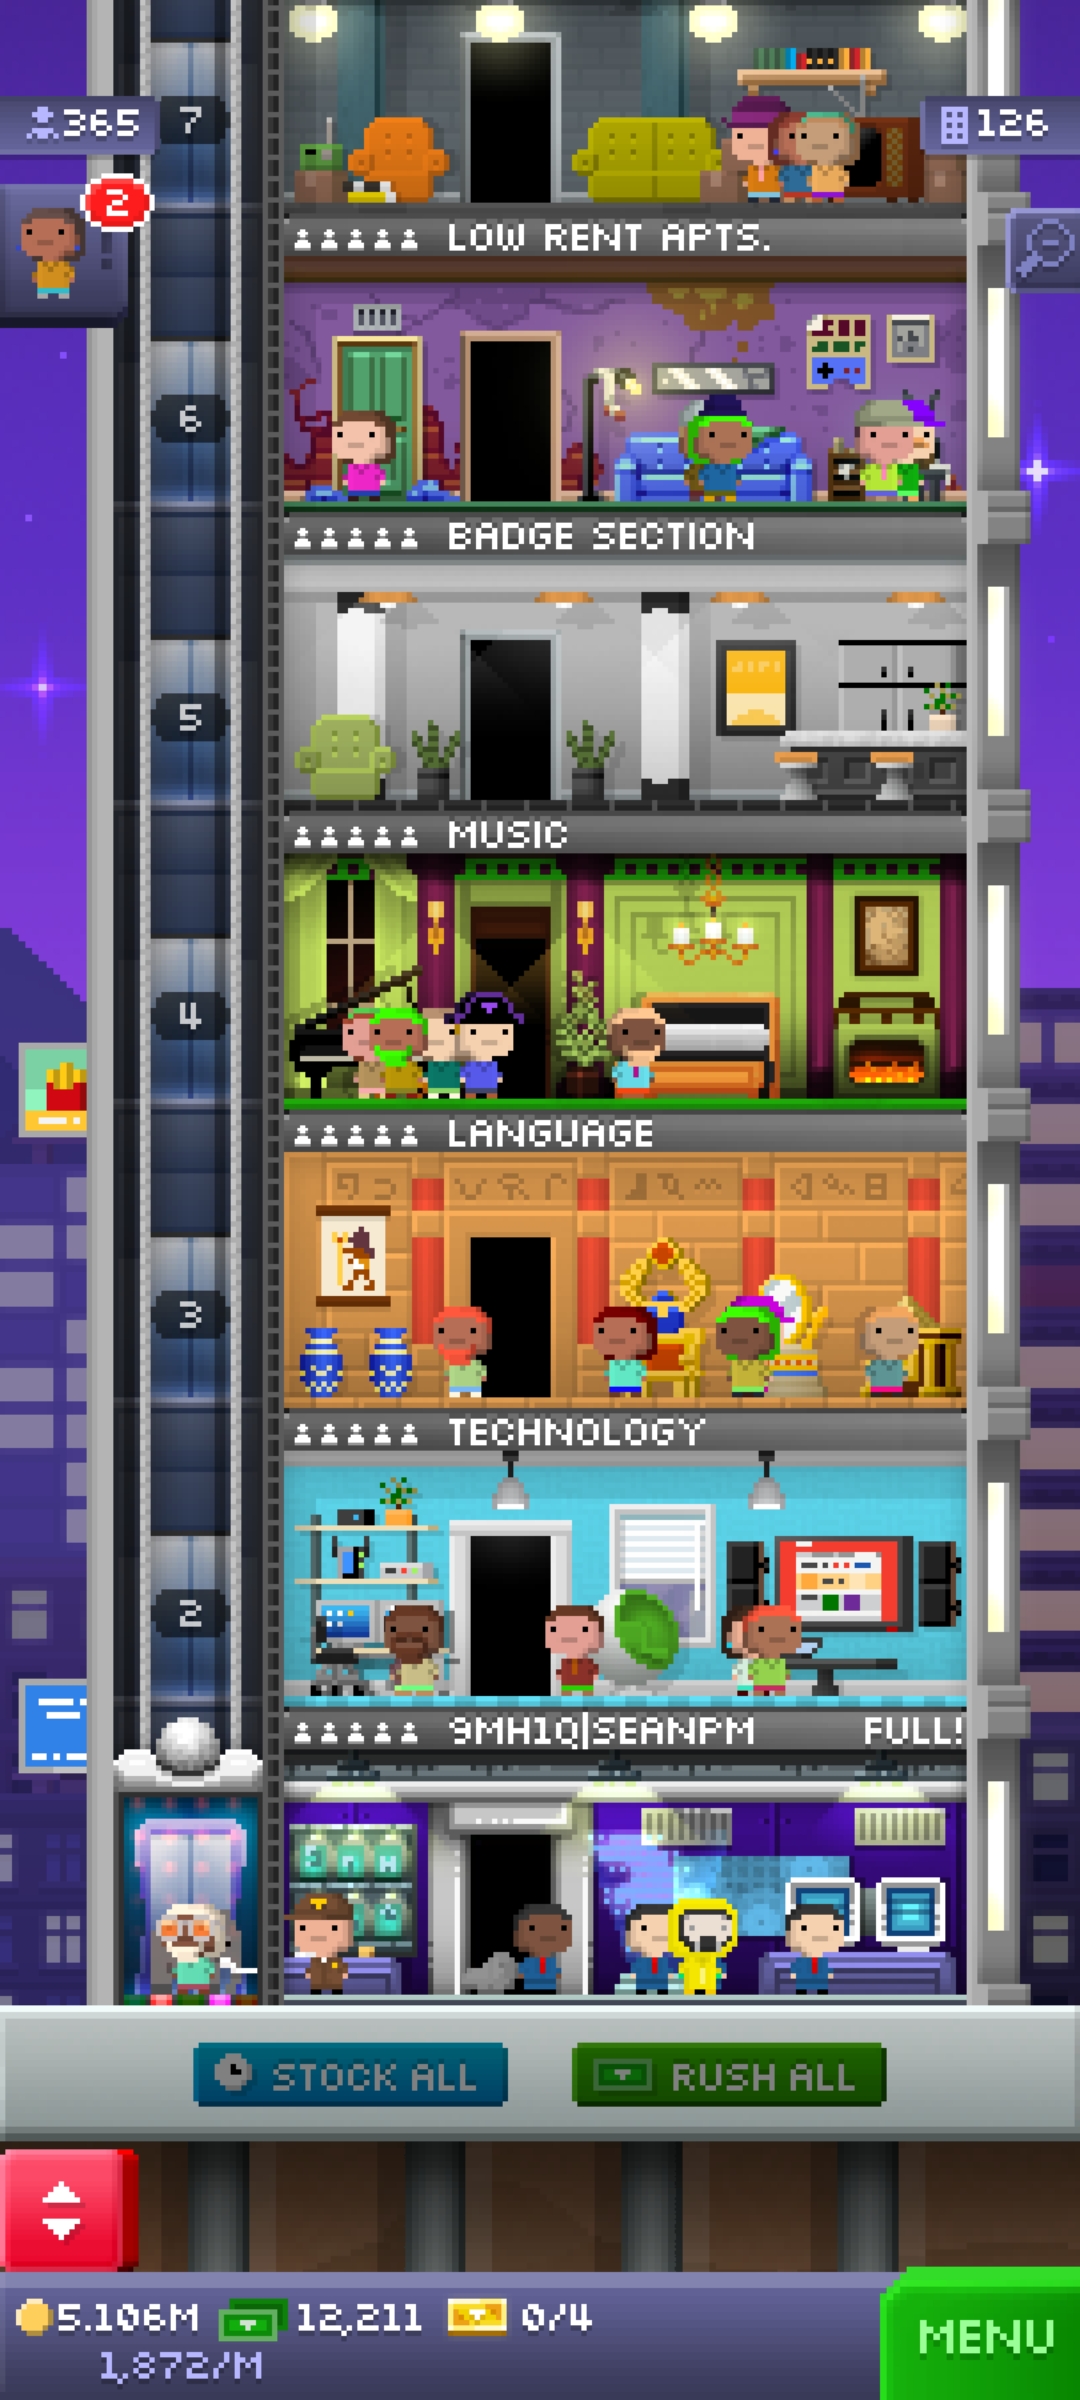 7
365
126
2
LOW RENT APTS.
6
BADGE SECTION
5
MUSIC
4
LANGUAGE
3
TECHNOLOGY
2
9MH1Q|SEANPM FULL!
STOCK ALL
RUSH ALL
5.106M 12,211 0/4
1,872/M
MENU